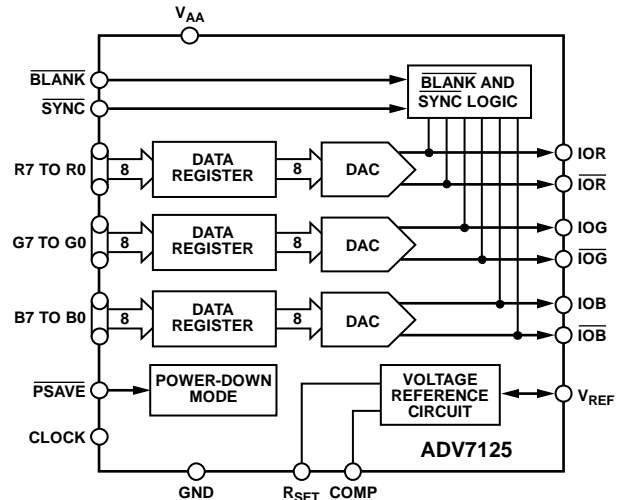 VAA
BLANK
SYNC
BLANK AND
SYNC LOGIC
R7 TO R0
8
DATA
REGISTER
8
DAC
IOR
IOR
G7 TO G0
8
DATA
REGISTER
8
DAC
IOG
IOG
B7 TO B0
8
DATA
REGISTER
8
DAC
IOB
IOB
PSAVE
POWER-DOWN
MODE
VOLTAGE
REFERENCE
CIRCUIT
VREF
CLOCK
ADV7125
GND
RSET
COMP